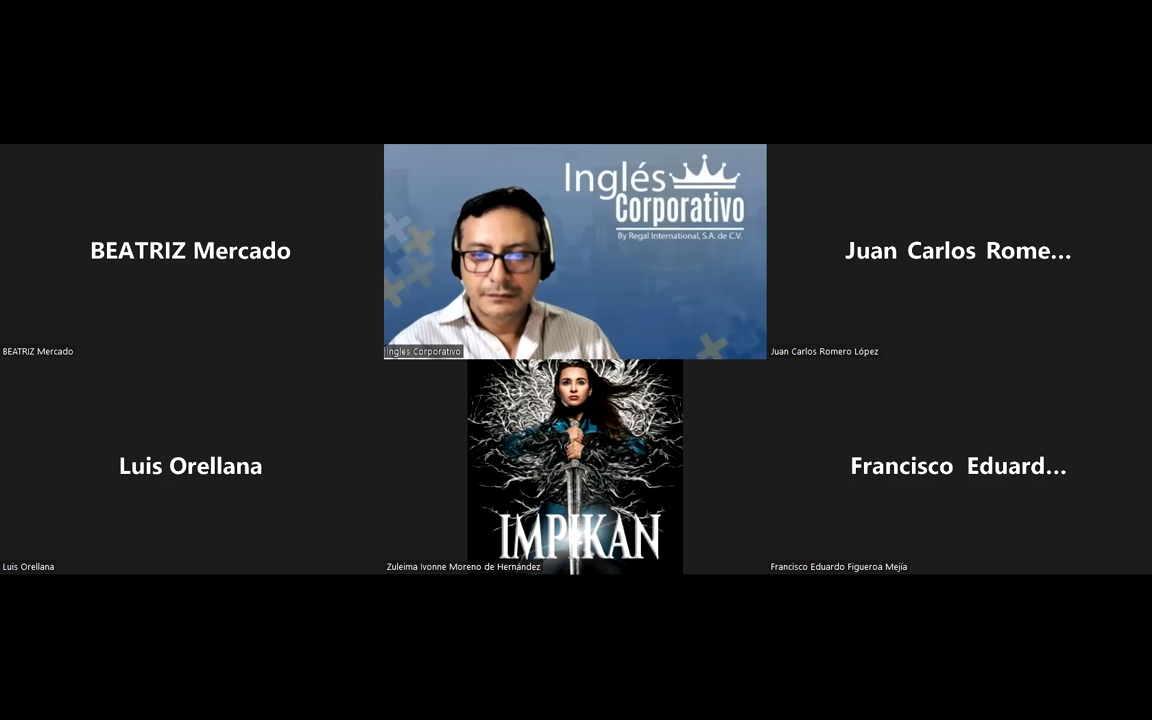 BEATRIZ Mercado
BEATRIZ Mercado
Inglés
Corporativo
By Regal International, S.A. de C.V.
Ingles Corporativo
Juan Carlos Rome...
Juan Carlos Romero López
Luis Orellana
Luis Orellana
IMPIKAN
Zuleima Ivonne Moreno de Hernández
Francisco Eduard...
Francisco Eduardo Figueroa Mejía